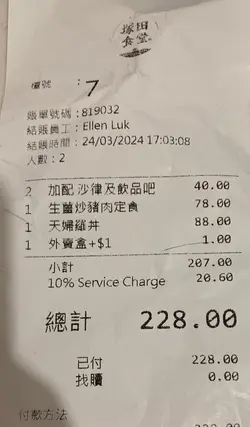 塚田
食堂
檯號 : 7
賬單號碼 : 819032
結賬員工 : Ellen Luk
結賬時間 : 24/03/2024 17:03:08
人數 : 2
2 加配 沙律及飲品吧 40.00
1 生薑炒豬肉定食 78.00
1 天婦羅丼 88.00
1 外賣盒+$1 1.00
小計 207.00
10% Service Charge 20.60
總計 228.00
已付 228.00
找贖 0.00
付款方法